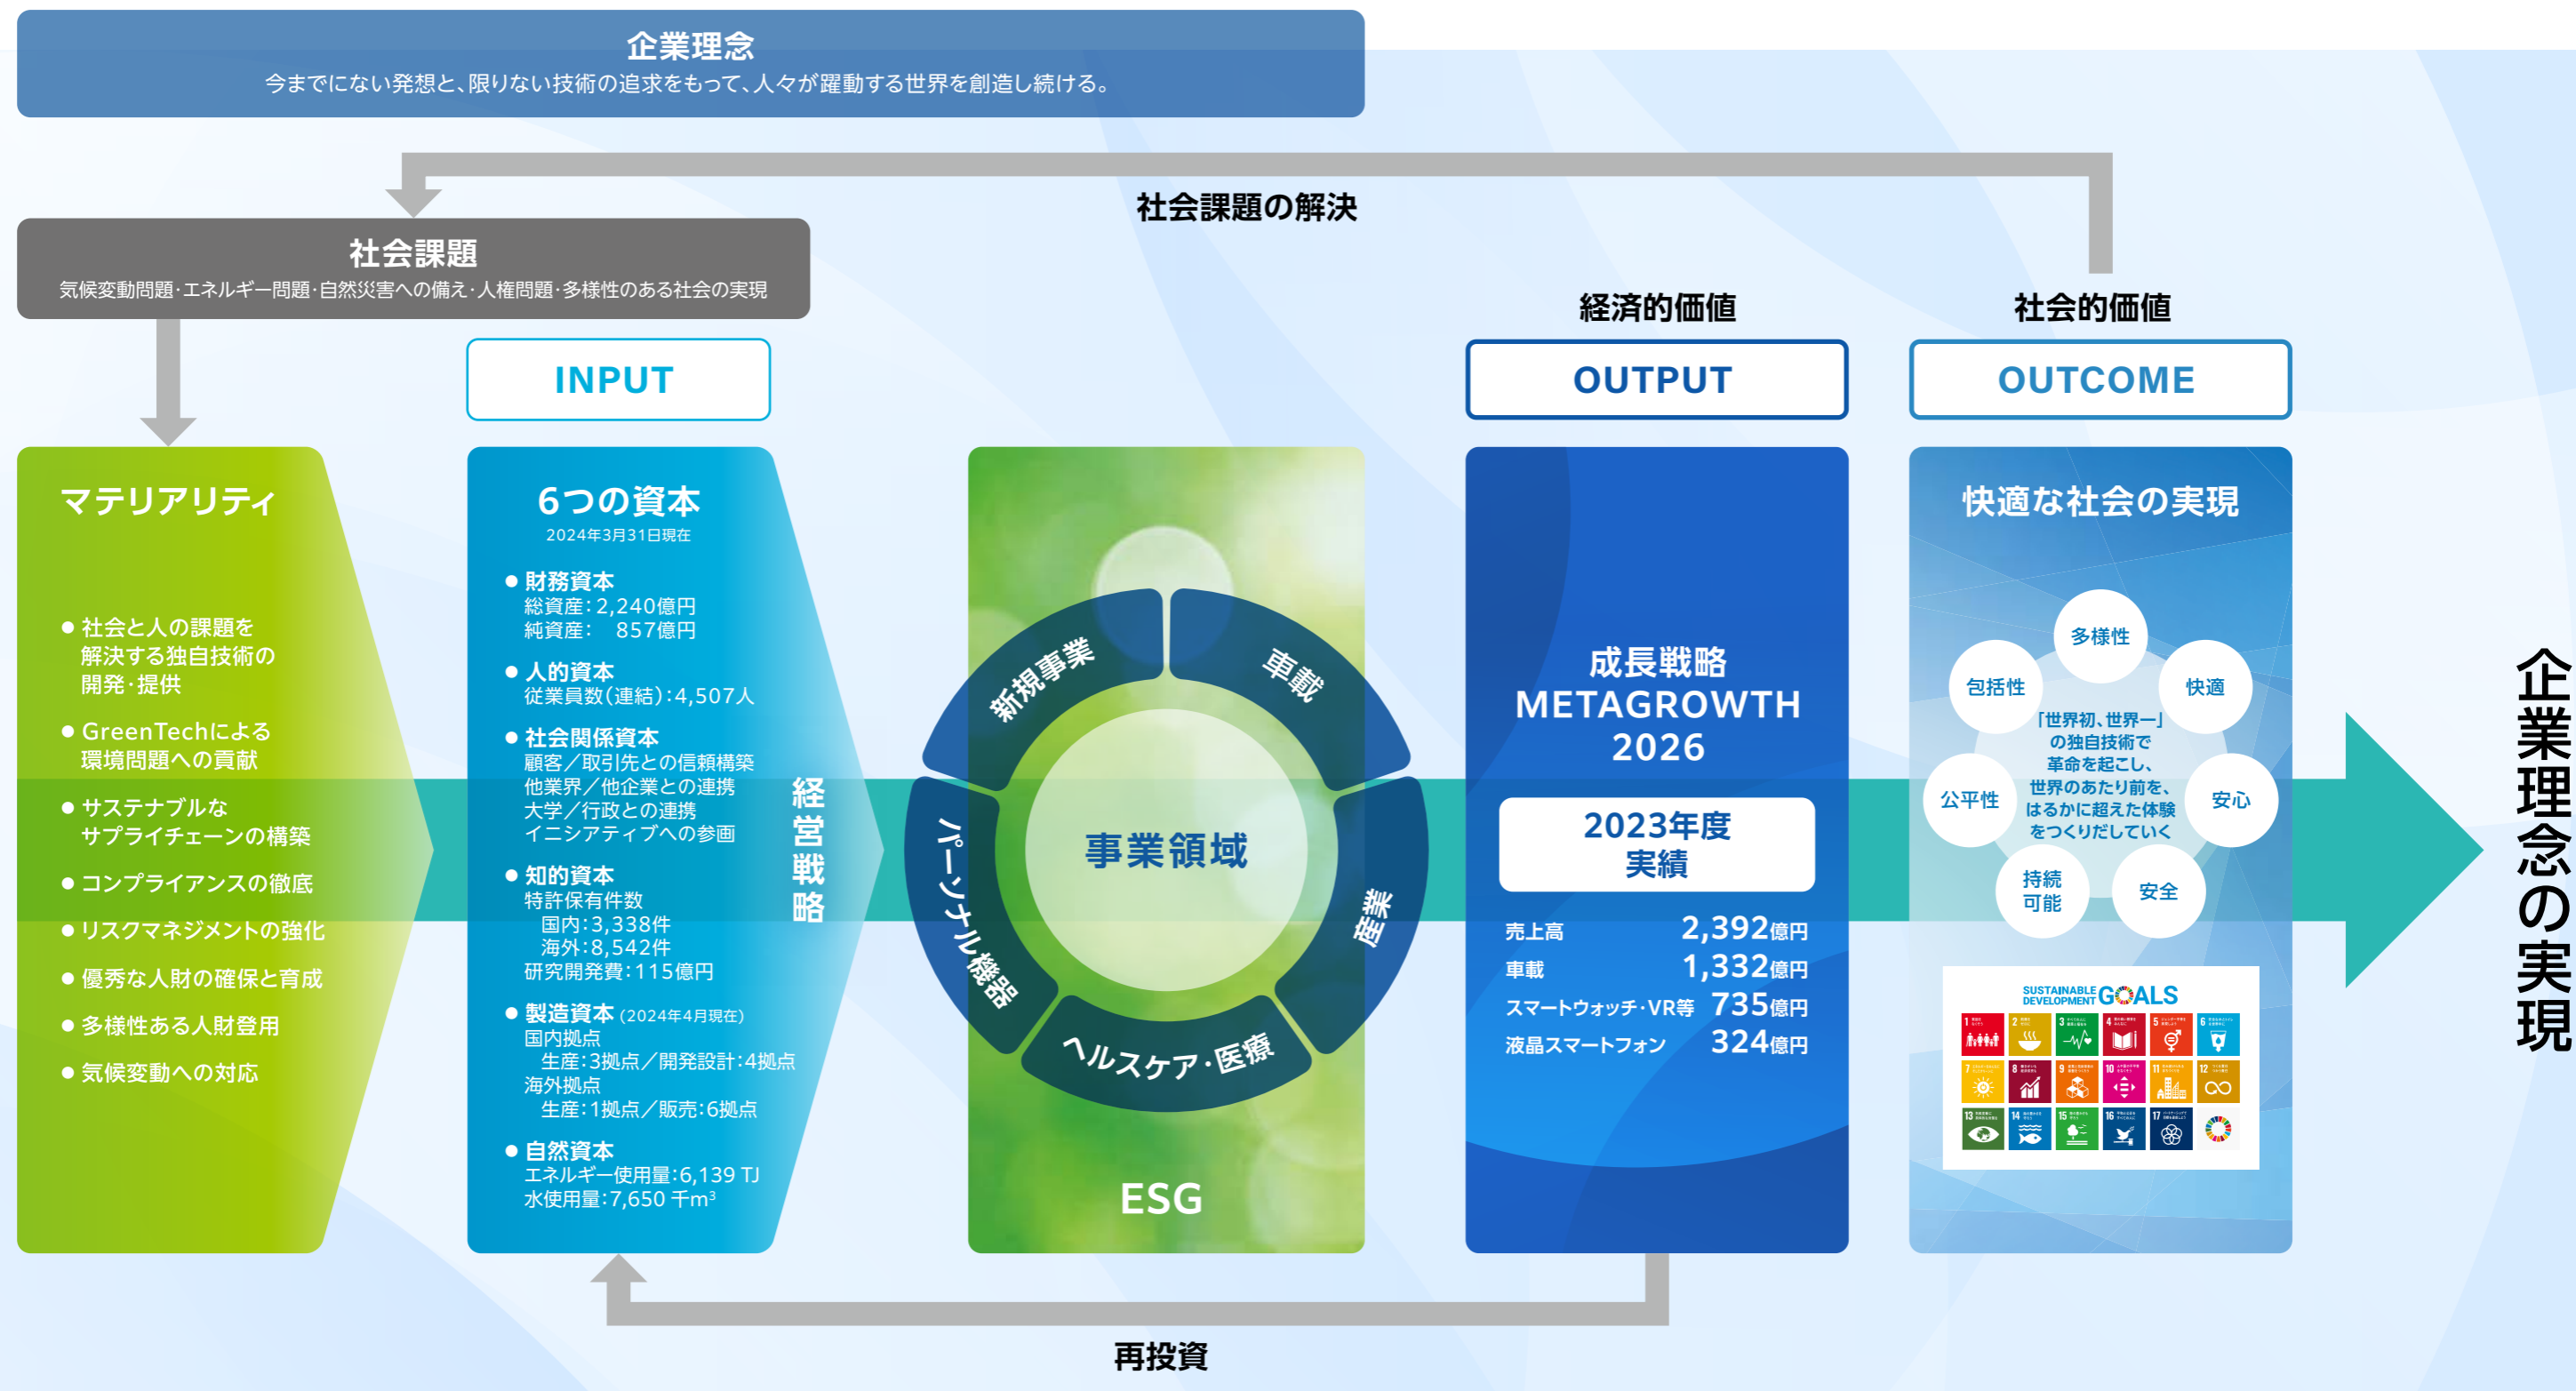 企業理念
今までにない発想と、限りない技術の追求をもって、人々が躍動する世界を創造し続ける。
社会課題の解決
社会課題
気候変動問題・エネルギー問題・自然災害への備え・人権問題・多様性のある社会の実現
マテリアリティ
● 社会と人の課題を
解決する独自技術の
開発・提供
● GreenTechによる
環境問題への貢献
● サステナブルな
サプライチェーンの構築
● コンプライアンスの徹底
● リスクマネジメントの強化
● 優秀な人財の確保と育成
● 多様性ある人財登用
● 気候変動への対応
INPUT
6つの資本
2024年3月31日現在
● 財務資本
総資産：2,240億円
純資産： 857億円
● 人的資本
従業員数（連結）：4,507人
● 社会関係資本
顧客／取引先との信頼構築
他業界／他企業との連携
大学／行政との連携
イニシアティブへの参画
● 知的資本
特許保有件数
国内：3,338件
海外：8,542件
研究開発費：115億円
● 製造資本 (2024年4月現在)
国内拠点
生産：3拠点／開発設計：4拠点
海外拠点
生産：1拠点／販売：6拠点
● 自然資本
エネルギー使用量：6,139 TJ
水使用量：7,650 千m³
経営戦略
新規事業
車載
産業
ヘルスケア・医療
パーソナル機器
事業領域
ESG
経済的価値
OUTPUT
成長戦略
METAGROWTH
2026
2023年度
実績
売上高 2,392億円
車載 1,332億円
スマートウォッチ・VR等 735億円
液晶スマートフォン 324億円
社会的価値
OUTCOME
快適な社会の実現
多様性
快適
安心
安全
持続
可能
公平性
包括性
「世界初、世界一」
の独自技術で
革命を起こし、
世界のあたり前を、
はるかに超えた体験
をつくりだしていく
SUSTAINABLE
DEVELOPMENT GOALS
1
2
3
4
5
6
7
8
9
10
11
12
13
14
15
16
17
企業理念の実現
再投資